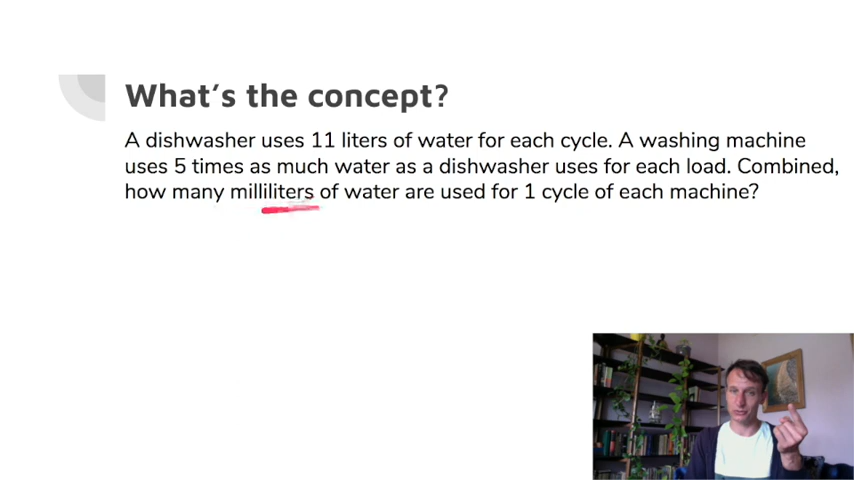 What's the concept?
A dishwasher uses 11 liters of water for each cycle. A washing machine
uses 5 times as much water as a dishwasher uses for each load. Combined,
how many milliliters of water are used for 1 cycle of each machine?